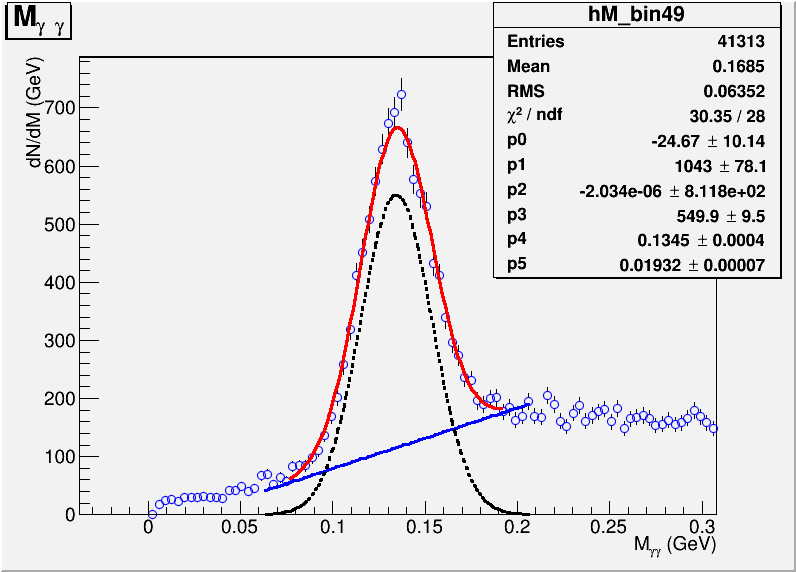 M γ γ
hM_bin49
Entries 41313
Mean 0.1685
RMS 0.06352
χ² / ndf 30.35 / 28
p0 -24.67 ± 10.14
p1 1043 ± 78.1
p2 -2.034e-06 ± 8.118e+02
p3 549.9 ± 9.5
p4 0.1345 ± 0.0004
p5 0.01932 ± 0.00007
dN/dM (GeV)
700
600
500
400
300
200
100
0
0 0.05 0.1 0.15 0.2 0.25 0.3
M γγ (GeV)